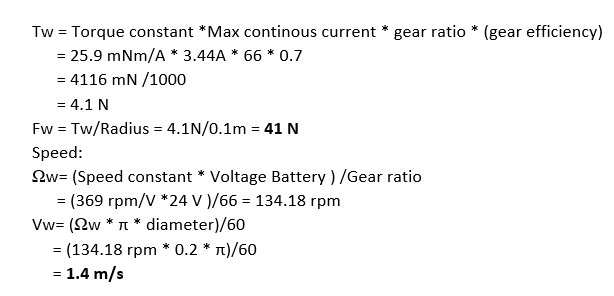 Tw = Torque constant *Max continous current * gear ratio * (gear efficiency)
= 25.9 mNm/A * 3.44A * 66 * 0.7
= 4116 mN /1000
= 4.1 N
Fw = Tw/Radius = 4.1N/0.1m = 41 N
Speed:
Ωw= (Speed constant * Voltage Battery ) /Gear ratio
= (369 rpm/V *24 V )/66 = 134.18 rpm
Vw= (Ωw * π * diameter)/60
= (134.18 rpm * 0.2 * π)/60
= 1.4 m/s